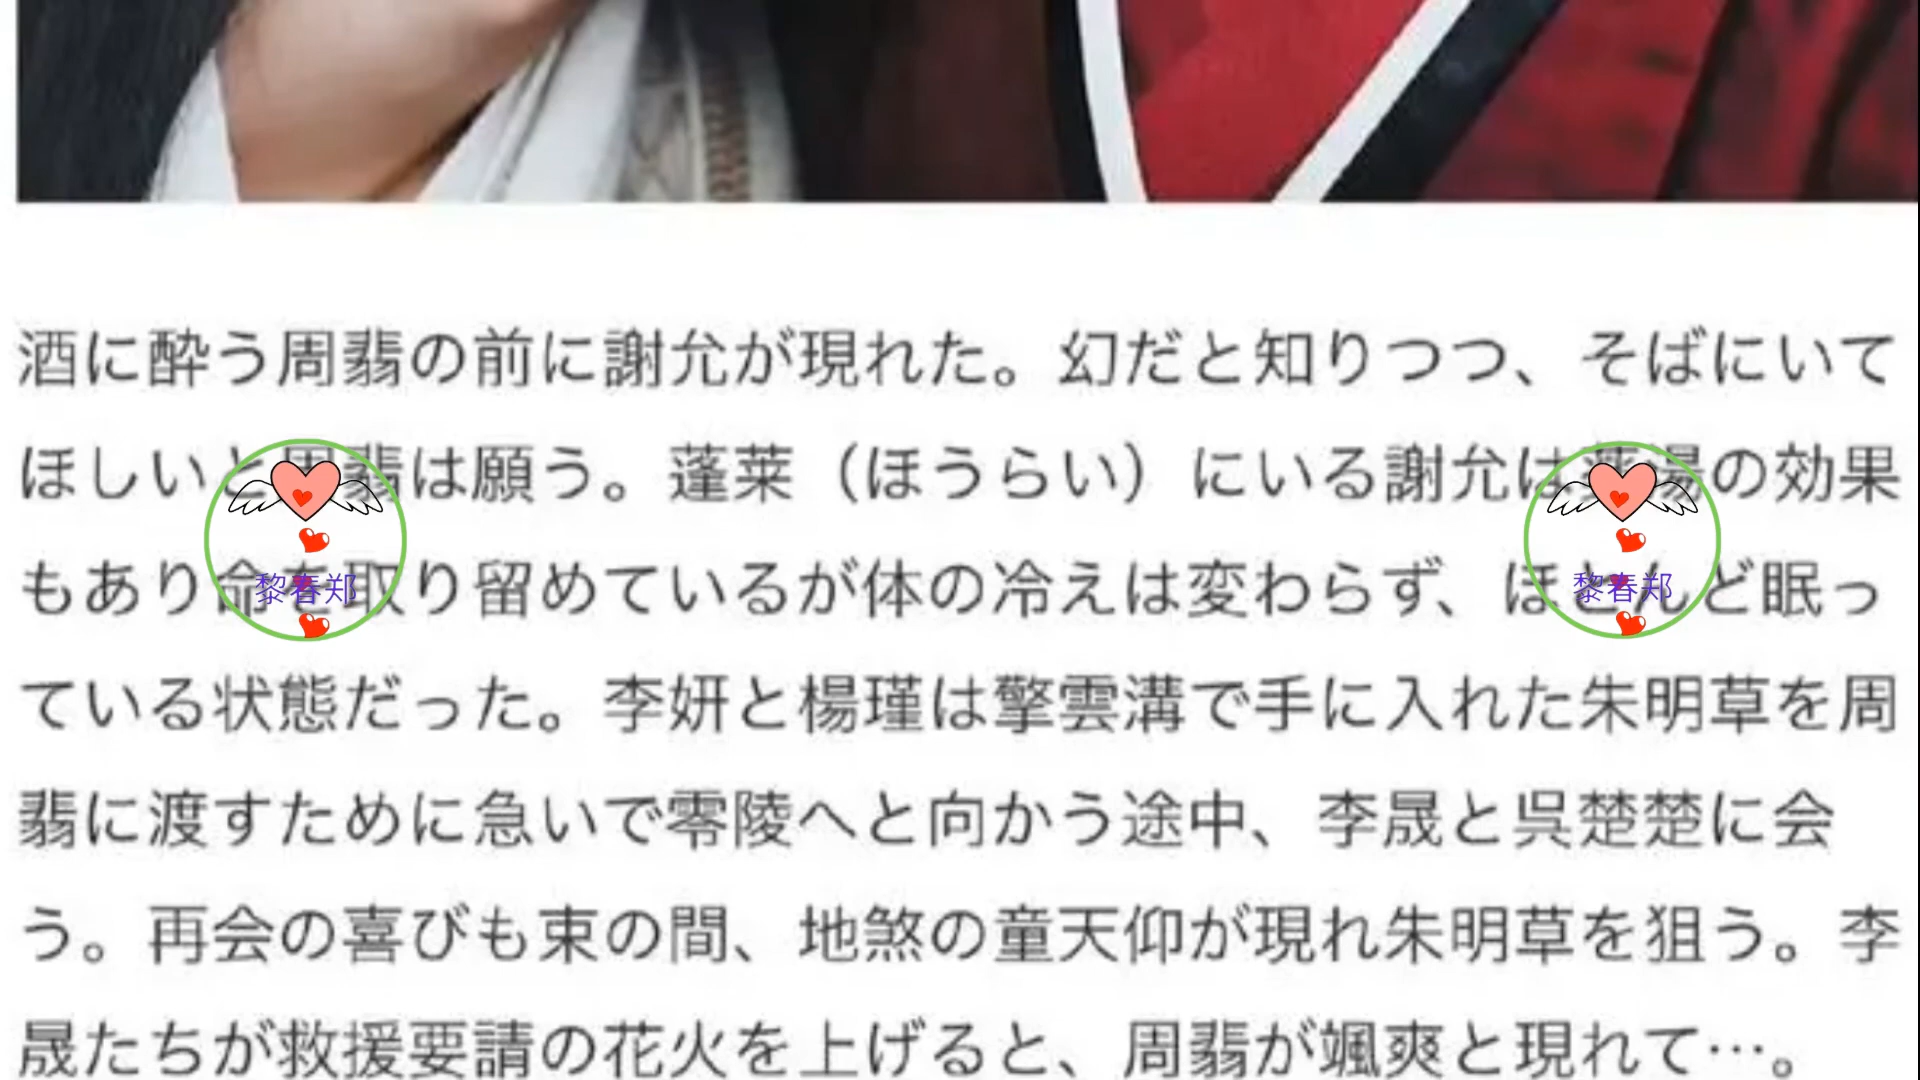 酒に酔う周翡の前に謝允が現れた。幻だと知りつつ、そばにいて
ほしいと周翡は願う。蓬莱（ほうらい）にいる謝允は薬湯の効果
もあり命を取り留めているが体の冷えは変わらず、ほとんど眠っ
ている状態だった。李妍と楊瑾は擎雲溝で手に入れた朱明草を周
翡に渡すために急いで零陵へと向かう途中、李晟と呉楚楚に会
う。再会の喜びも束の間、地煞の童天仰が現れ朱明草を狙う。李
晟たちが救援要請の花火を上げると、周翡が颯爽と現れて…。
黎春郑
黎春郑